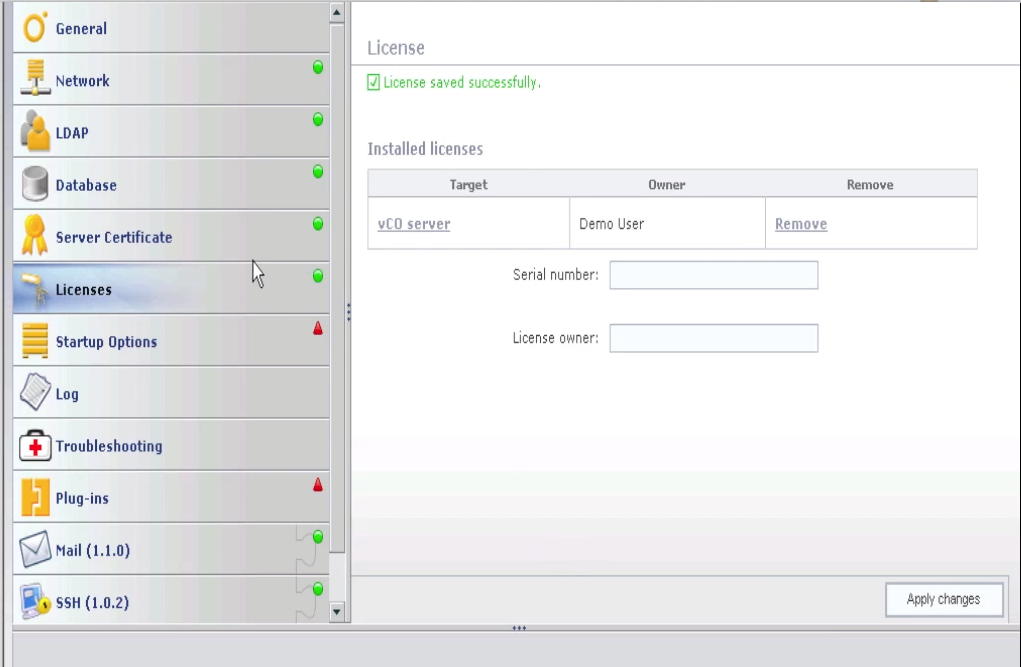 General
Network
LDAP
Database
Server Certificate
Licenses
Startup Options
Log
Troubleshooting
Plug-ins
Mail (1.1.0)
SSH (1.0.2)
License
License saved successfully.
Installed licenses
Target Owner Remove
vCO server Demo User Remove
Serial number:
License owner:
Apply changes